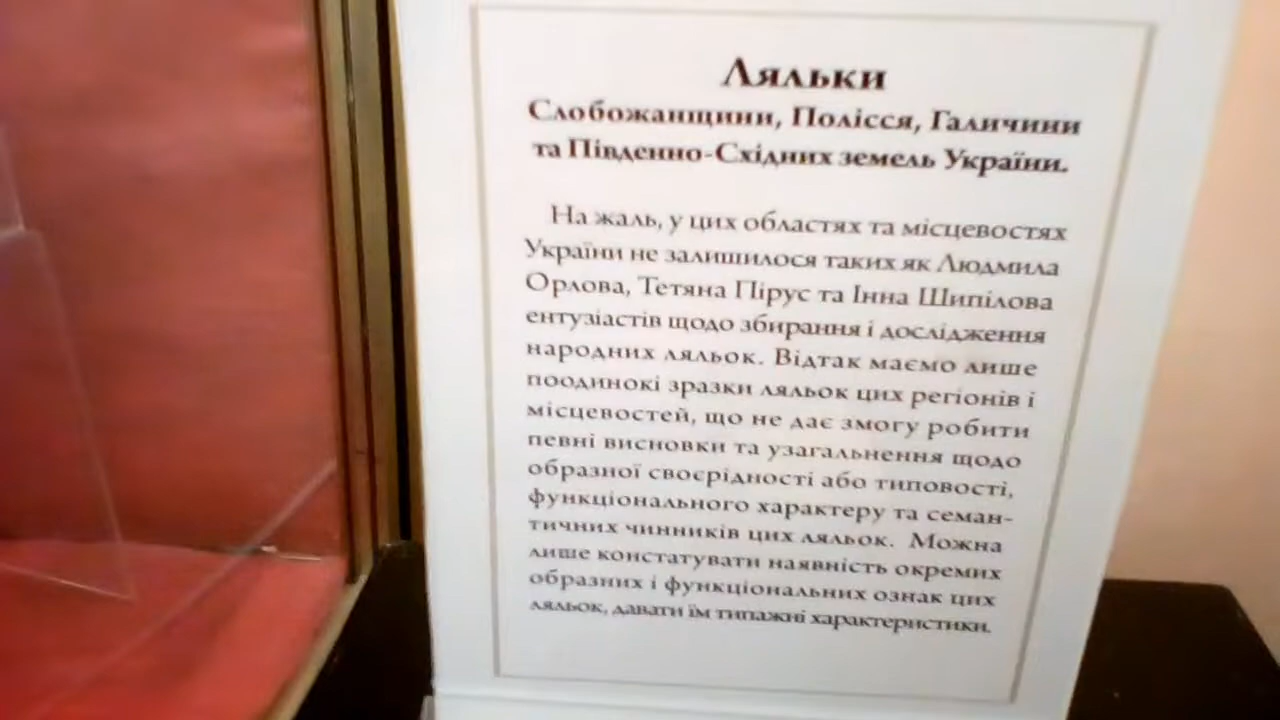 Ляльки
Слобожанщини, Полісся, Галичини
та Південно-Східних земель України.
На жаль, у цих областях та місцевостях
України не залишилося таких як Людмила
Орлова, Тетяна Пірус та Інна Шипілова
ентузіастів щодо збирання і дослідження
народних ляльок. Відтак маємо лише
поодинокі зразки ляльок цих регіонів і
місцевостей, що не дає змогу робити
певні висновки та узагальнення щодо
образної своєрідності або типовості,
функціонального характеру та семан-
тичних чинників цих ляльок. Можна
лише констатувати наявність окремих
образних і функціональних ознак цих
ляльок, давати їм типажні характеристики.